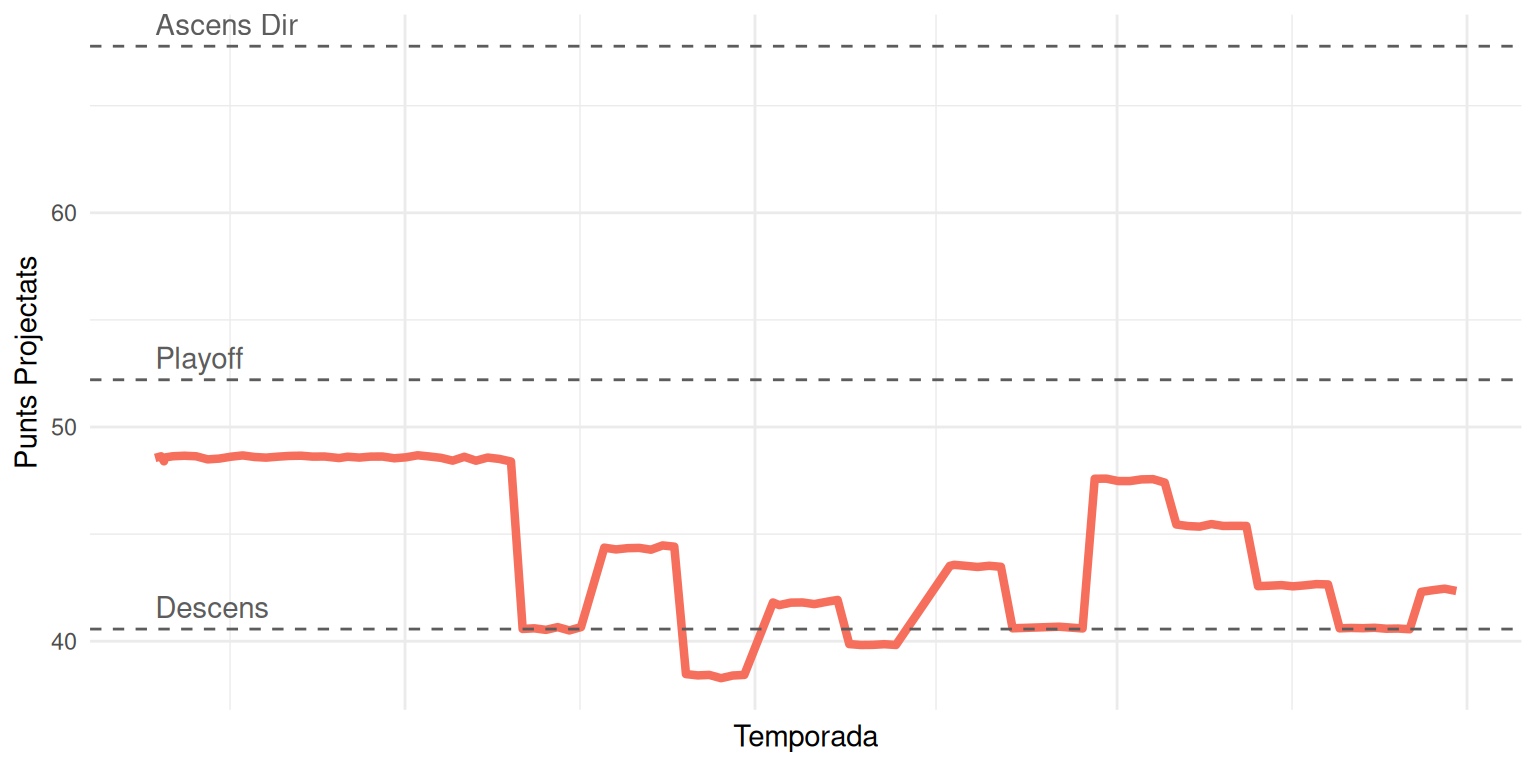 Ascens Dir
60
Playoff
50
Descens
40
Punts Projectats
Temporada